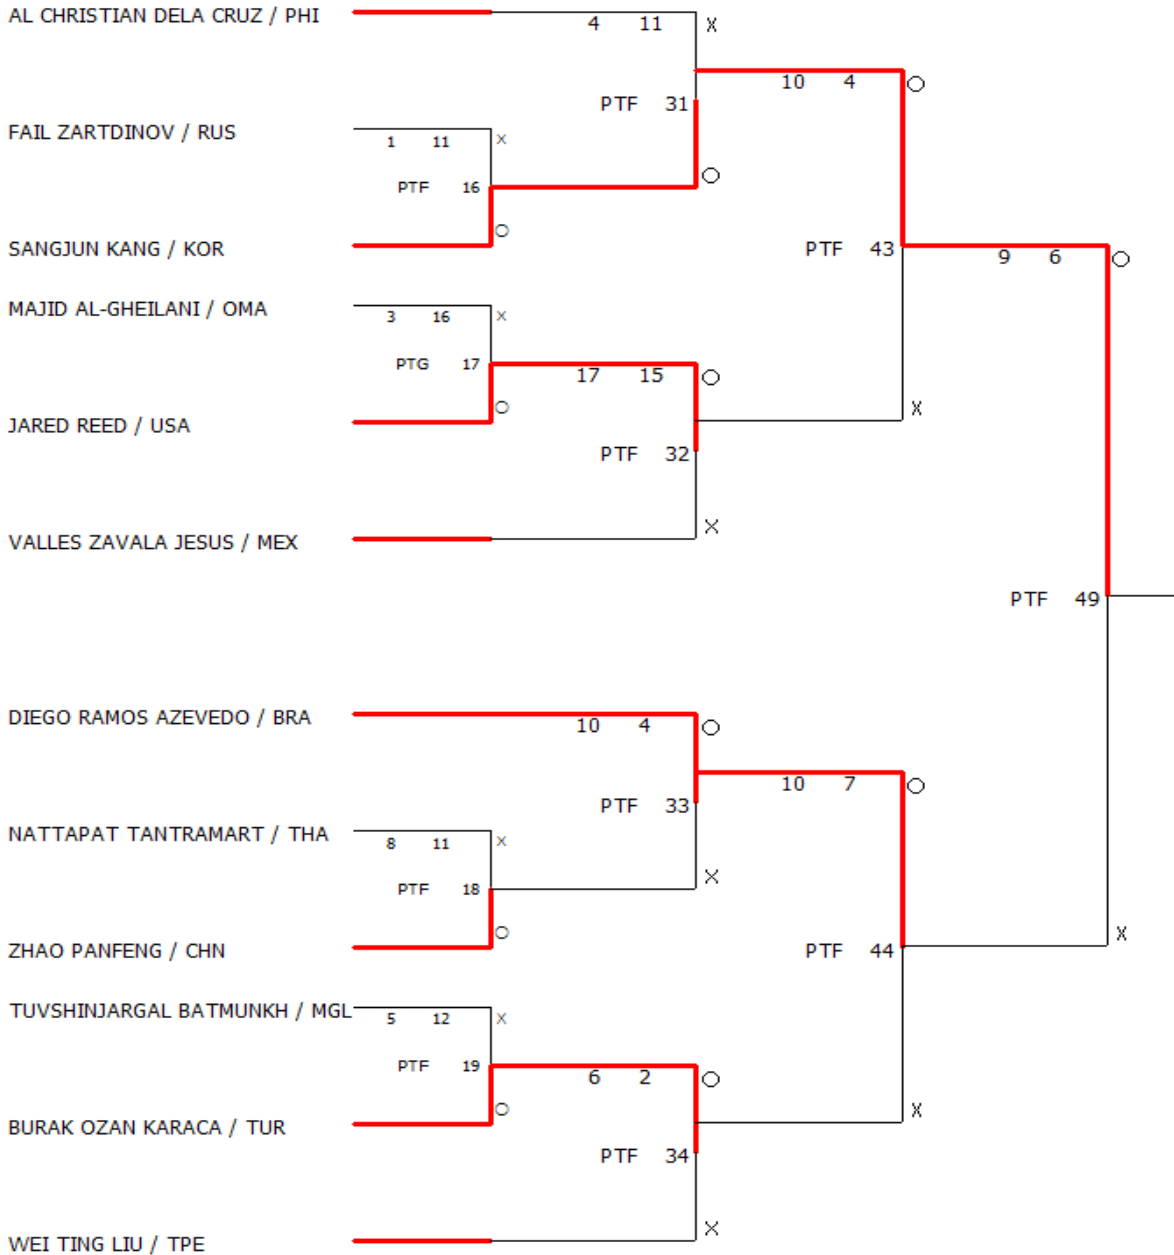 AL CHRISTIAN DELA CRUZ / PHI
4 11 X
10 4 O
PTF 31
FAIL ZARTDINOV / RUS
1 11 X
PTF 16
O
O
SANGJUN KANG / KOR
PTF 43
9 6 O
MAJID AL-GHEILANI / OMA
3 16 X
PTG 17
17 15 O
O
X
JARED REED / USA
PTF 32
X
VALLES ZAVALA JESUS / MEX
PTF 49
DIEGO RAMOS AZEVEDO / BRA
10 4 O
10 7 O
PTF 33
NATTAPAT TANTRAMART / THA
8 11 X
PTF 18
X
O
X
ZHAO PANFENG / CHN
PTF 44
TUVSHINJARGAL BATMUNKH / MGL
5 12 X
PTF 19
6 2 O
O
X
BURAK OZAN KARACA / TUR
PTF 34
X
WEI TING LIU / TPE